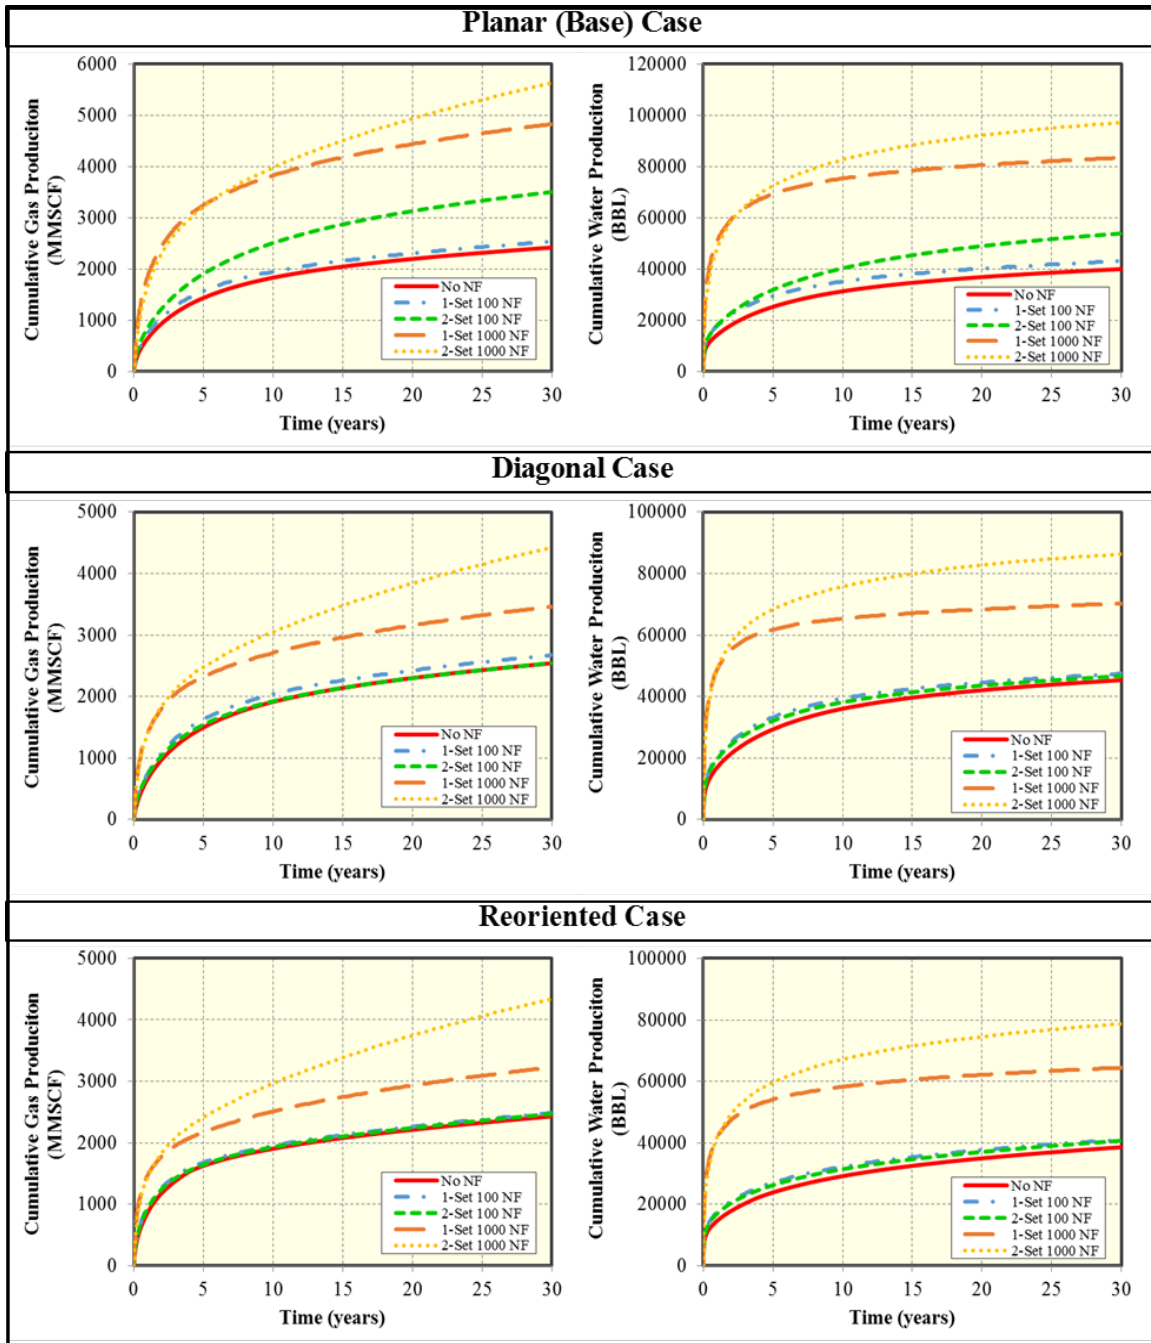 Planar (Base) Case
Cumulative Gas Produciton
(MMSCF)
6000
5000
4000
3000
2000
1000
0
0 5 10 15 20 25 30
Time (years)
No NF
1-Set 100 NF
2-Set 100 NF
1-Set 1000 NF
2-Set 1000 NF
Cumulative Water Produciton
(BBL)
120000
100000
80000
60000
40000
20000
0
0 5 10 15 20 25 30
Time (years)
No NF
1-Set 100 NF
2-Set 100 NF
1-Set 1000 NF
2-Set 1000 NF
Diagonal Case
Cumulative Gas Produciton
(MMSCF)
5000
4000
3000
2000
1000
0
0 5 10 15 20 25 30
Time (years)
No NF
1-Set 100 NF
2-Set 100 NF
1-Set 1000 NF
2-Set 1000 NF
Cumulative Water Produciton
(BBL)
100000
80000
60000
40000
20000
0
0 5 10 15 20 25 30
Time (years)
No NF
1-Set 100 NF
2-Set 100 NF
1-Set 1000 NF
2-Set 1000 NF
Reoriented Case
Cumulative Gas Produciton
(MMSCF)
5000
4000
3000
2000
1000
0
0 5 10 15 20 25 30
Time (years)
No NF
1-Set 100 NF
2-Set 100 NF
1-Set 1000 NF
2-Set 1000 NF
Cumulative Water Produciton
(BBL)
100000
80000
60000
40000
20000
0
0 5 10 15 20 25 30
Time (years)
No NF
1-Set 100 NF
2-Set 100 NF
1-Set 1000 NF
2-Set 1000 NF